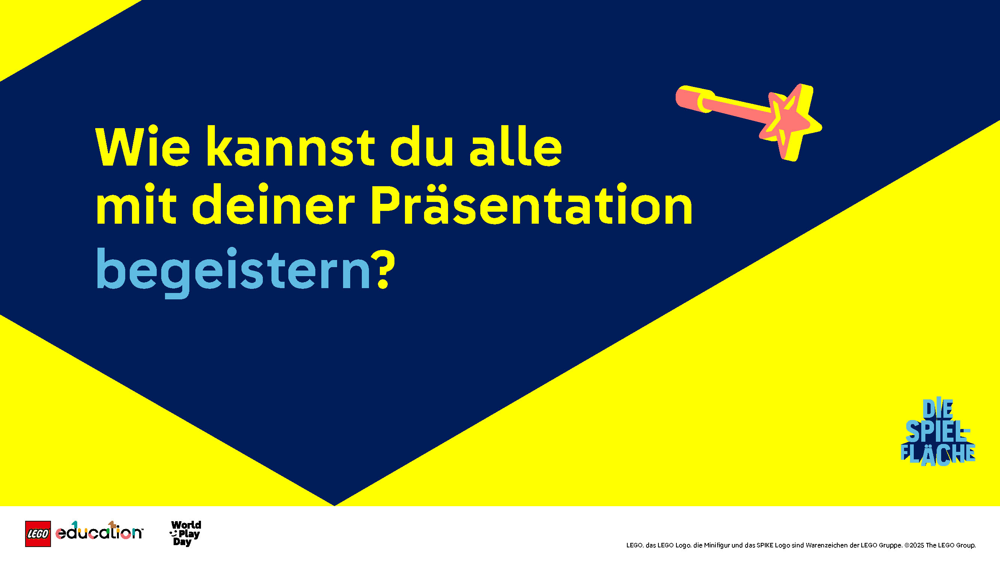 Wie kannst du alle
mit deiner Präsentation
begeistern?
DIE
SPIEL-
FLÄCHE
LEGO education™
World
Play
Day
LEGO, das LEGO Logo, die Minifigur und das SPIKE Logo sind Warenzeichen der LEGO Gruppe. ©2025 The LEGO Group.